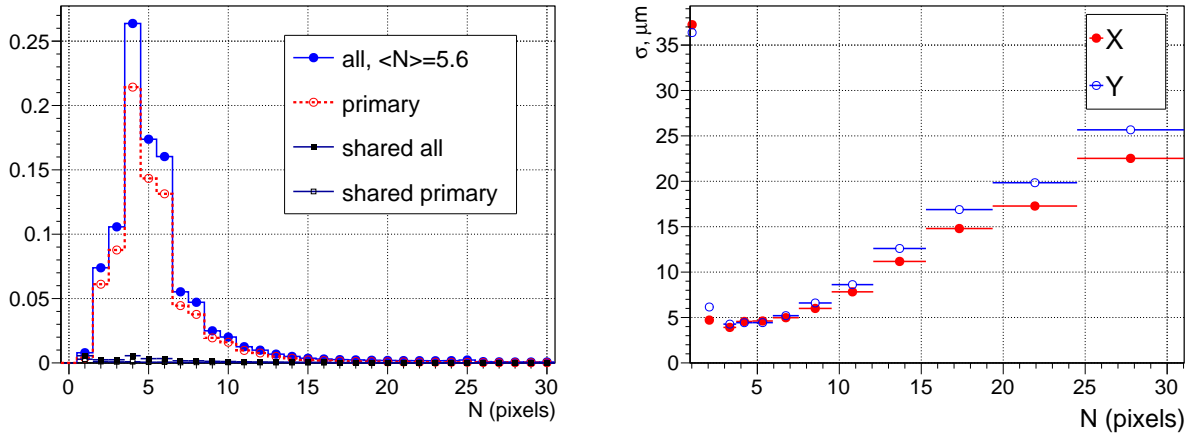 0.25
0.2
0.15
0.1
0.05
0
0 5 10 15 20 25 30
N (pixels)
all, <N>=5.6
primary
shared all
shared primary
σ, μm
35
30
25
20
15
10
5
0
5 10 15 20 25 30
N (pixels)
X
Y